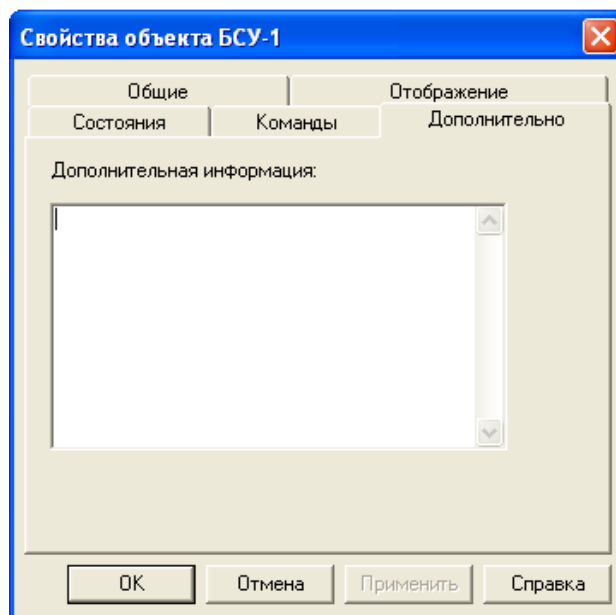 Свойства объекта БСУ-1
Общие Отображение
Состояния Команды Дополнительно
Дополнительная информация:
OK Отмена Применить Справка